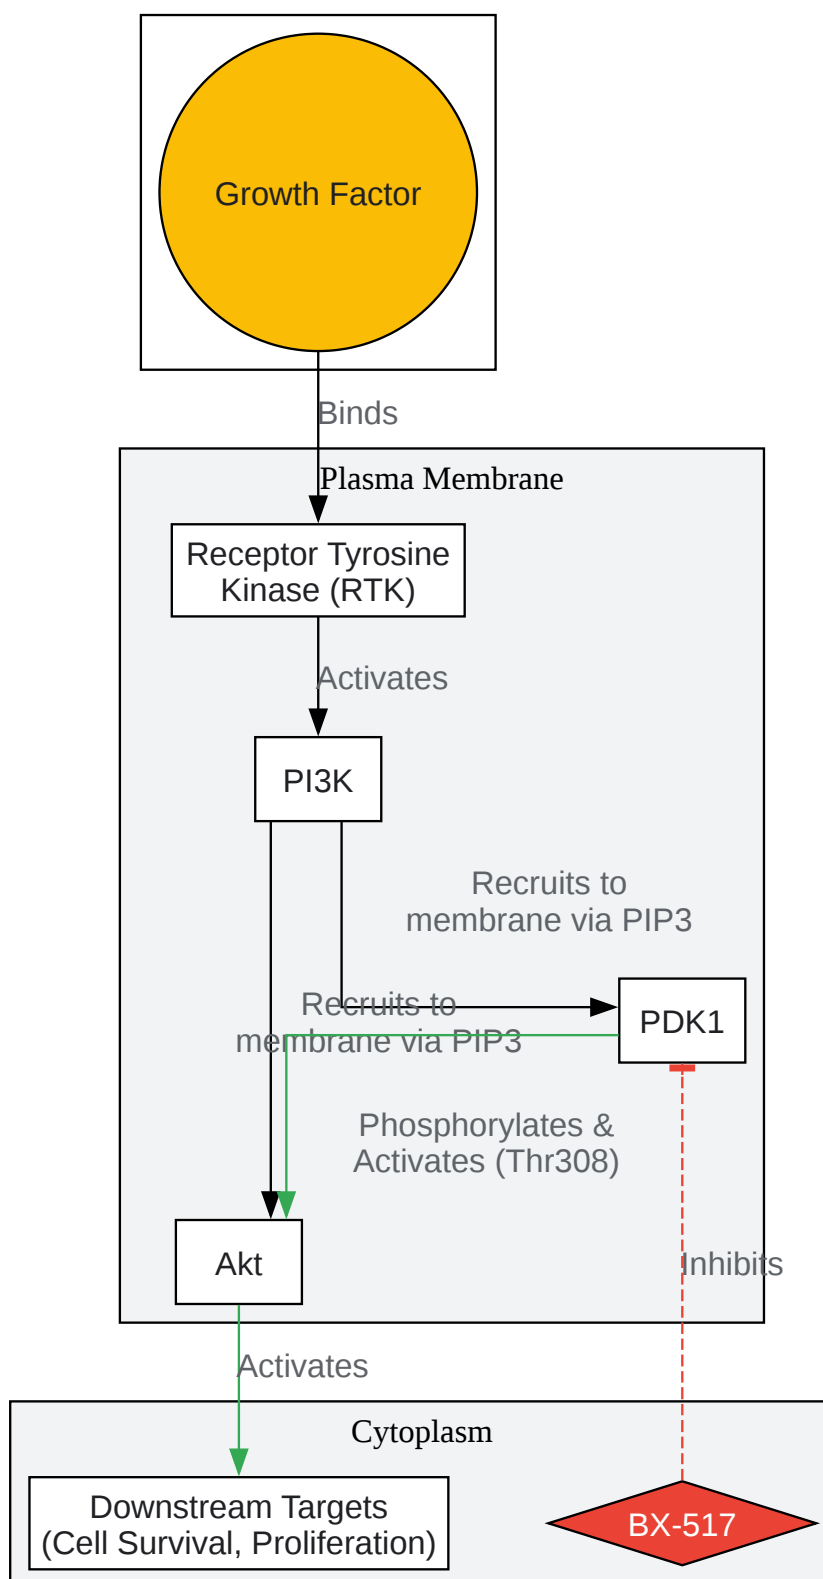 Growth Factor
Binds
Plasma Membrane
Receptor Tyrosine
Kinase (RTK)
Activates
PI3K
Recruits to
membrane via PIP3
Recruits to
membrane via PIP3
PDK1
Phosphorylates &
Activates (Thr308)
Akt
Inhibits
Activates
Cytoplasm
Downstream Targets
(Cell Survival, Proliferation)
BX-517